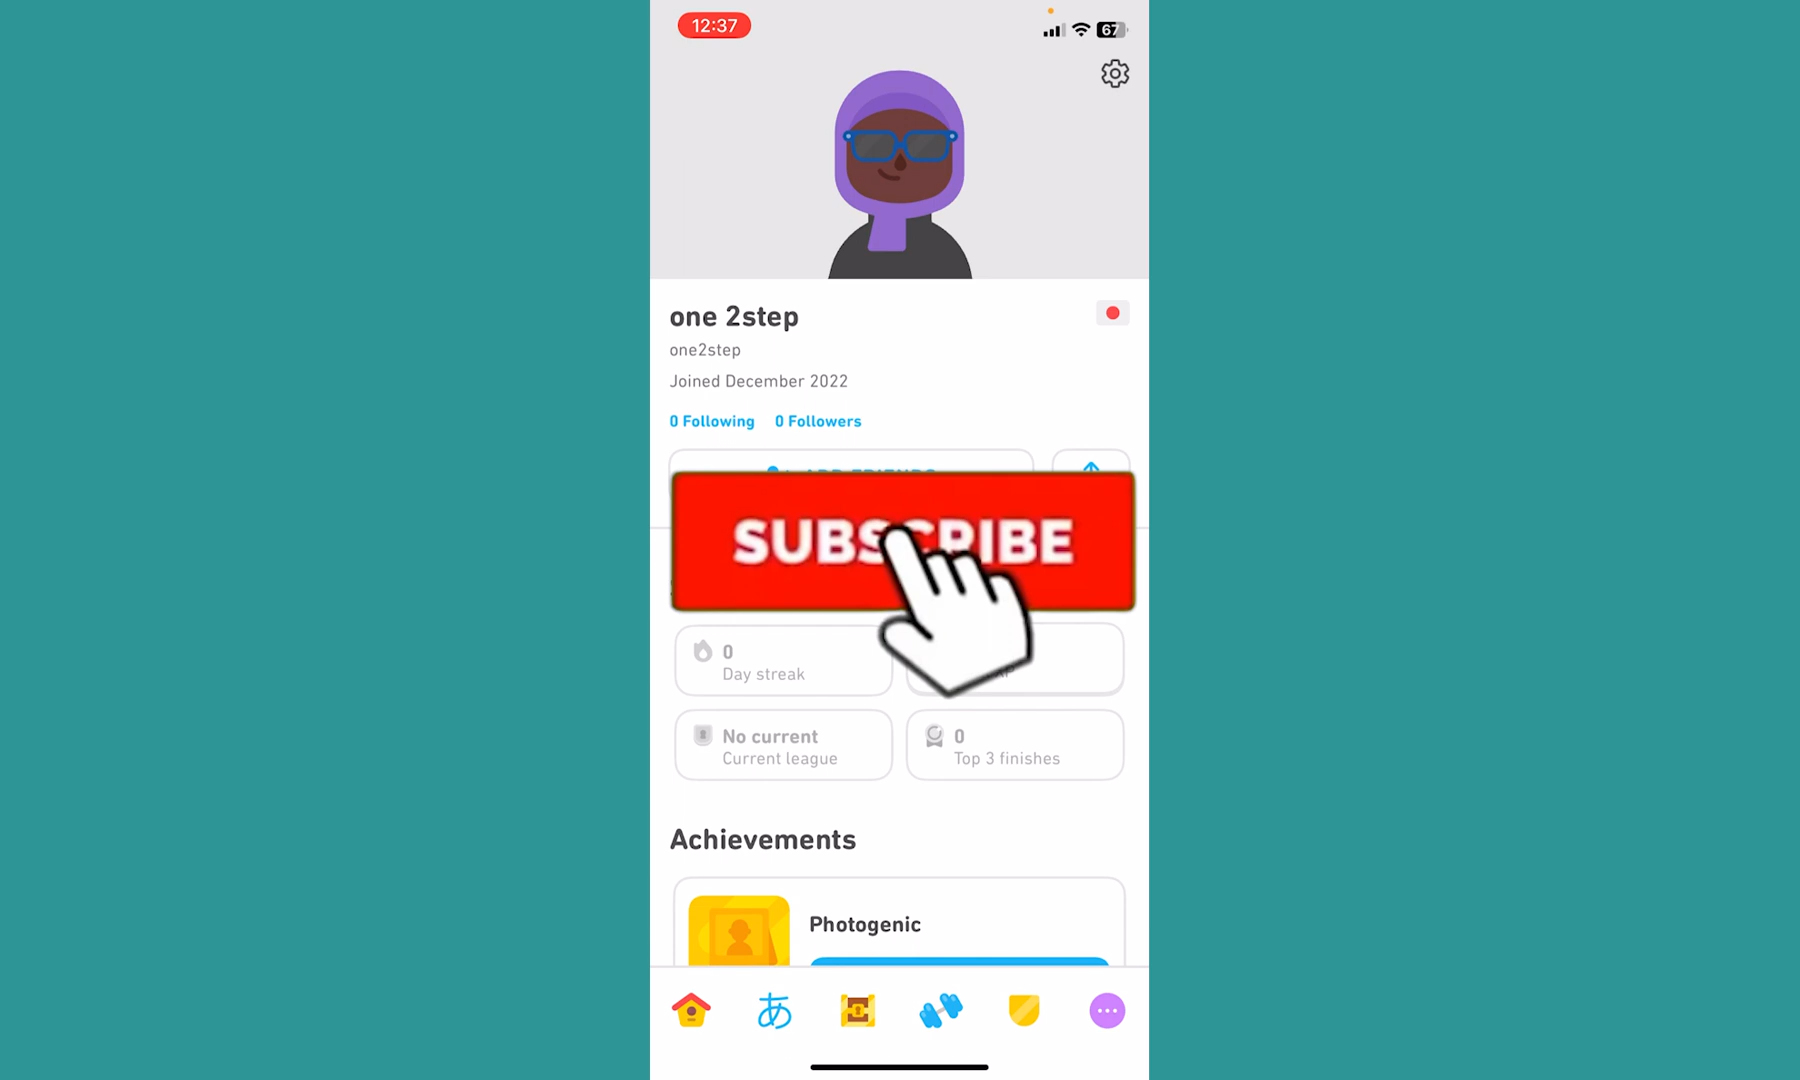 12:37
67
one 2step
one2step
Joined December 2022
0 Following 0 Followers
SUBSCRIBE
0
Day streak
No current
Current league
0
Top 3 finishes
Achievements
Photogenic
あ